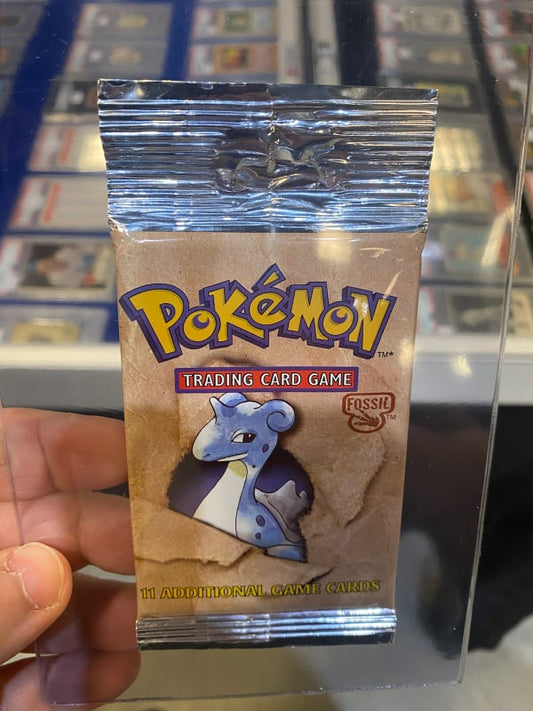 POKéMON
TM*
TRADING CARD GAME
FOSSIL
TM
11 ADDITIONAL GAME CARDS